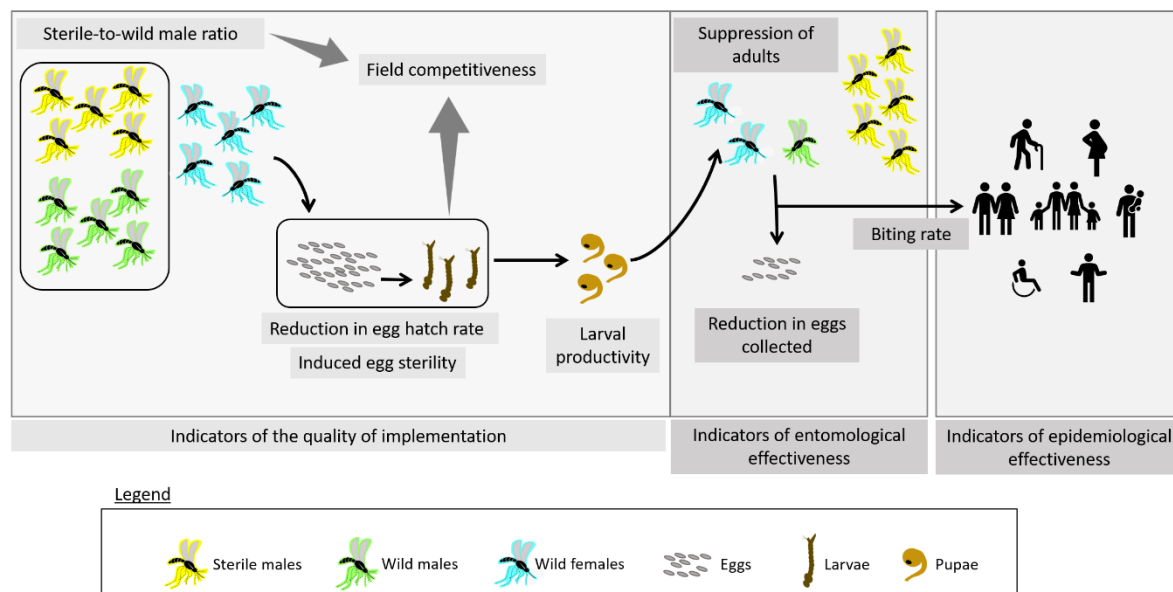 Sterile-to-wild male ratio
Field competitiveness
Reduction in egg hatch rate
Induced egg sterility
Larval
productivity
Suppression of
adults
Reduction in eggs
collected
Biting rate
Indicators of the quality of implementation
Indicators of entomological
effectiveness
Indicators of epidemiological
effectiveness
Legend
Sterile males
Wild males
Wild females
Eggs
Larvae
Pupae